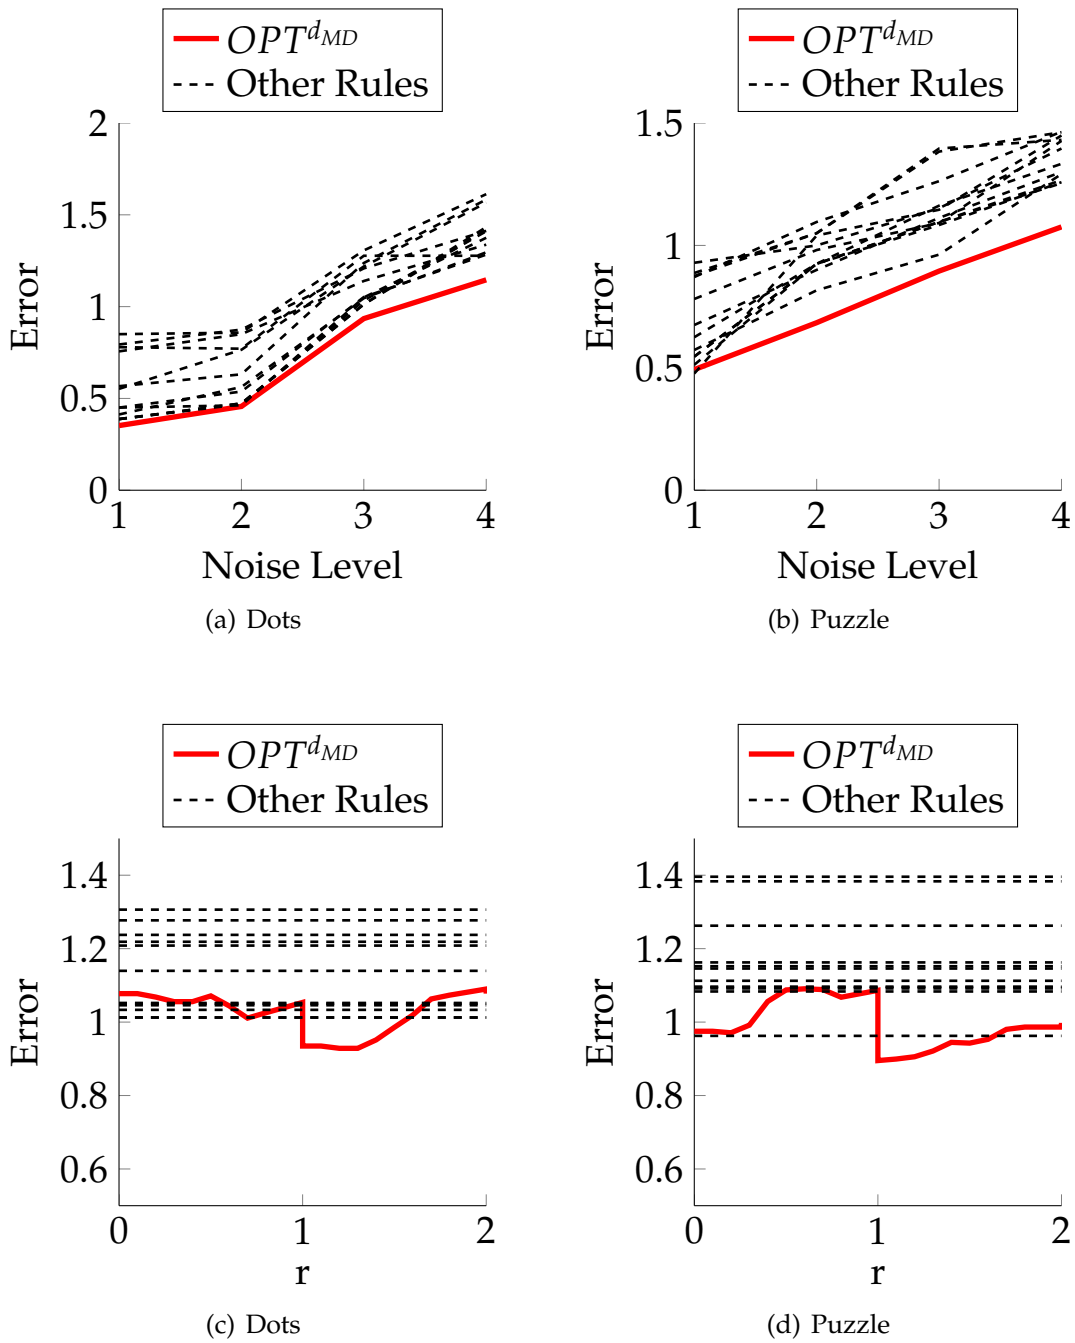 OPT^{d_{MD}}
Other Rules
2
1.5
1
0.5
0
Error
1 2 3 4
Noise Level
(a) Dots
OPT^{d_{MD}}
Other Rules
1.5
1
0.5
0
Error
1 2 3 4
Noise Level
(b) Puzzle
OPT^{d_{MD}}
Other Rules
1.4
1.2
1
0.8
0.6
Error
0 1 2
r
(c) Dots
OPT^{d_{MD}}
Other Rules
1.4
1.2
1
0.8
0.6
Error
0 1 2
r
(d) Puzzle